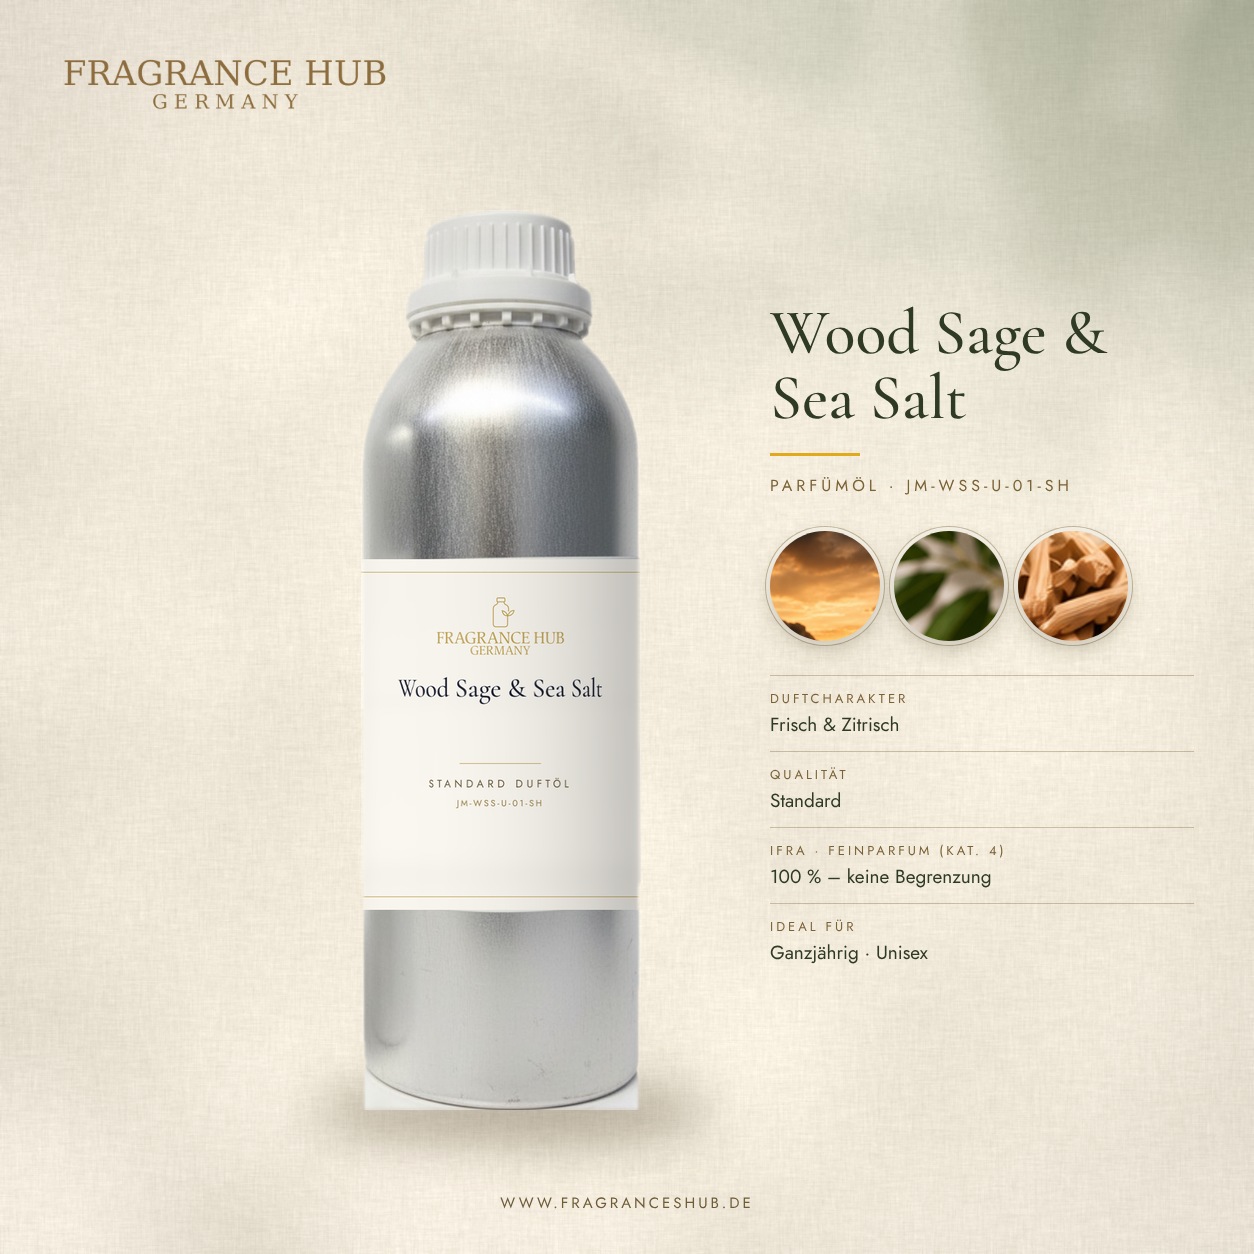 FRAGRANCE HUB
GERMANY
Wood Sage &
Sea Salt
PARFÜMÖL · JM-WSS-U-01-SH
FRAGRANCE HUB
GERMANY
Wood Sage & Sea Salt
STANDARD DUFTÖL
JM-WSS-U-01-SH
DUFTCHARAKTER
Frisch & Zitrisch
QUALITÄT
Standard
IFRA · FEINPARFUM (KAT. 4)
100 % – keine Begrenzung
IDEAL FÜR
Ganzjährig · Unisex
WWW.FRAGRANCESHUB.DE